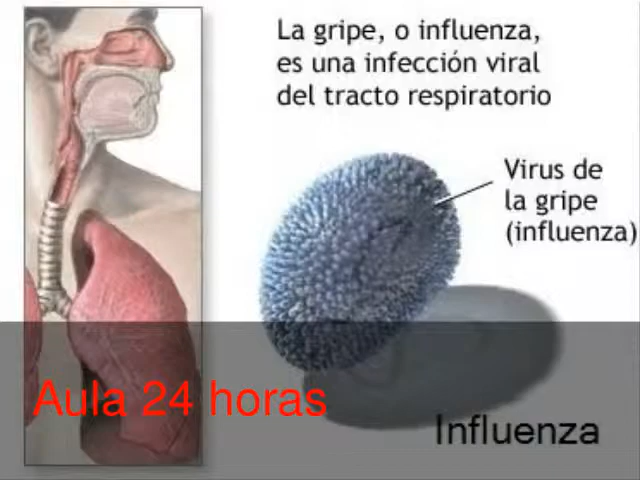 La gripe, o influenza,
es una infección viral
del tracto respiratorio
Virus de
la gripe
(influenza)
Aula 24 horas
Influenza